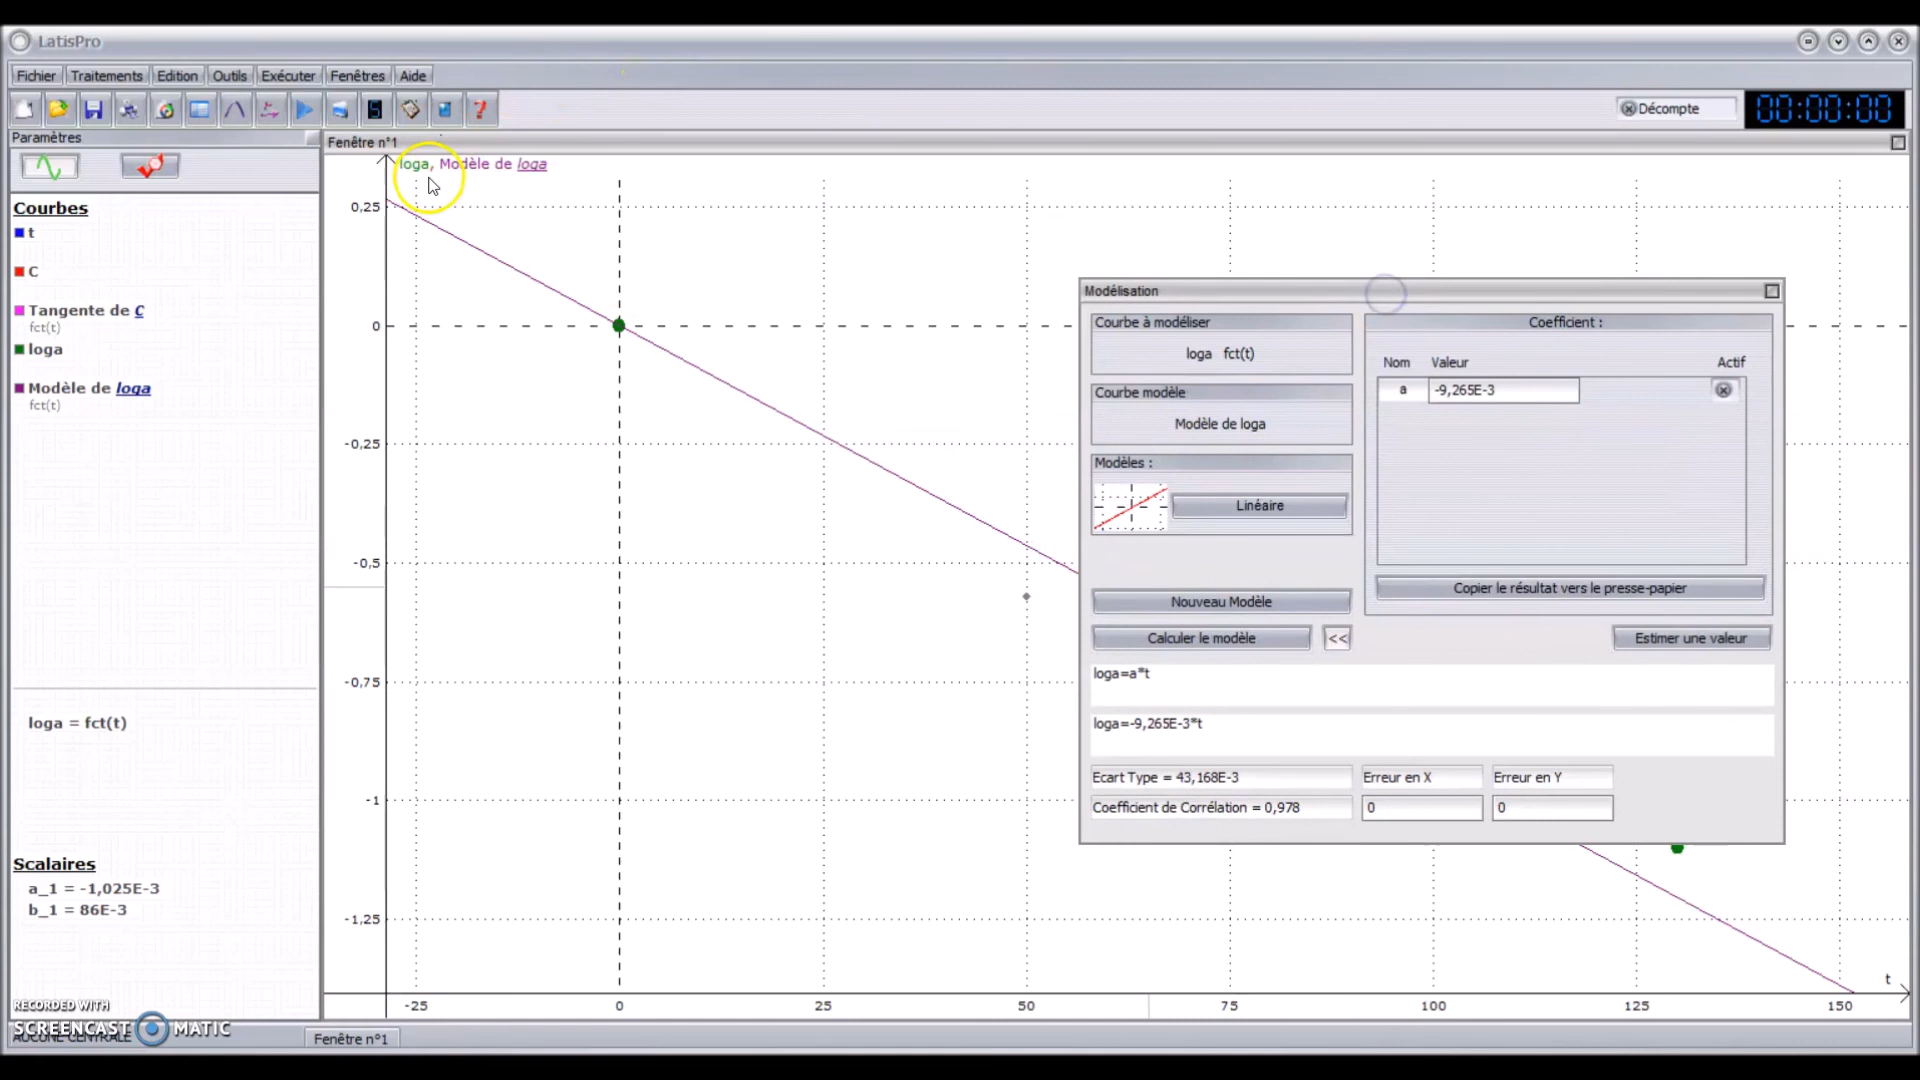 LatisPro
Fichier Traitements Edition Outils Exécuter Fenêtres Aide
Décompte 00:00:00
Paramètres
Fenêtre n°1
loga, Modèle de loga
Courbes
t
C
Tangente de C
fct(t)
loga
Modèle de loga
fct(t)
loga = fct(t)
Scalaires
a_1 = -1,025E-3
b_1 = 86E-3
0,25
0
-0,25
-0,5
-0,75
-1
-1,25
-25 0 25 50 75 100 125 150
t
Modélisation
Courbe à modéliser
loga fct(t)
Courbe modèle
Modèle de loga
Modèles :
Linéaire
Nouveau Modèle
Calculer le modèle <<
Coefficient :
Nom Valeur Actif
a -9,265E-3
Copier le résultat vers le presse-papier
Estimer une valeur
loga=a*t
loga=-9,265E-3*t
Ecart Type = 43,168E-3 Erreur en X Erreur en Y
Coefficient de Corrélation = 0,978 0 0
RECORDED WITH
SCREENCAST MATIC
AUCUNE CENTRALE
Fenêtre n°1